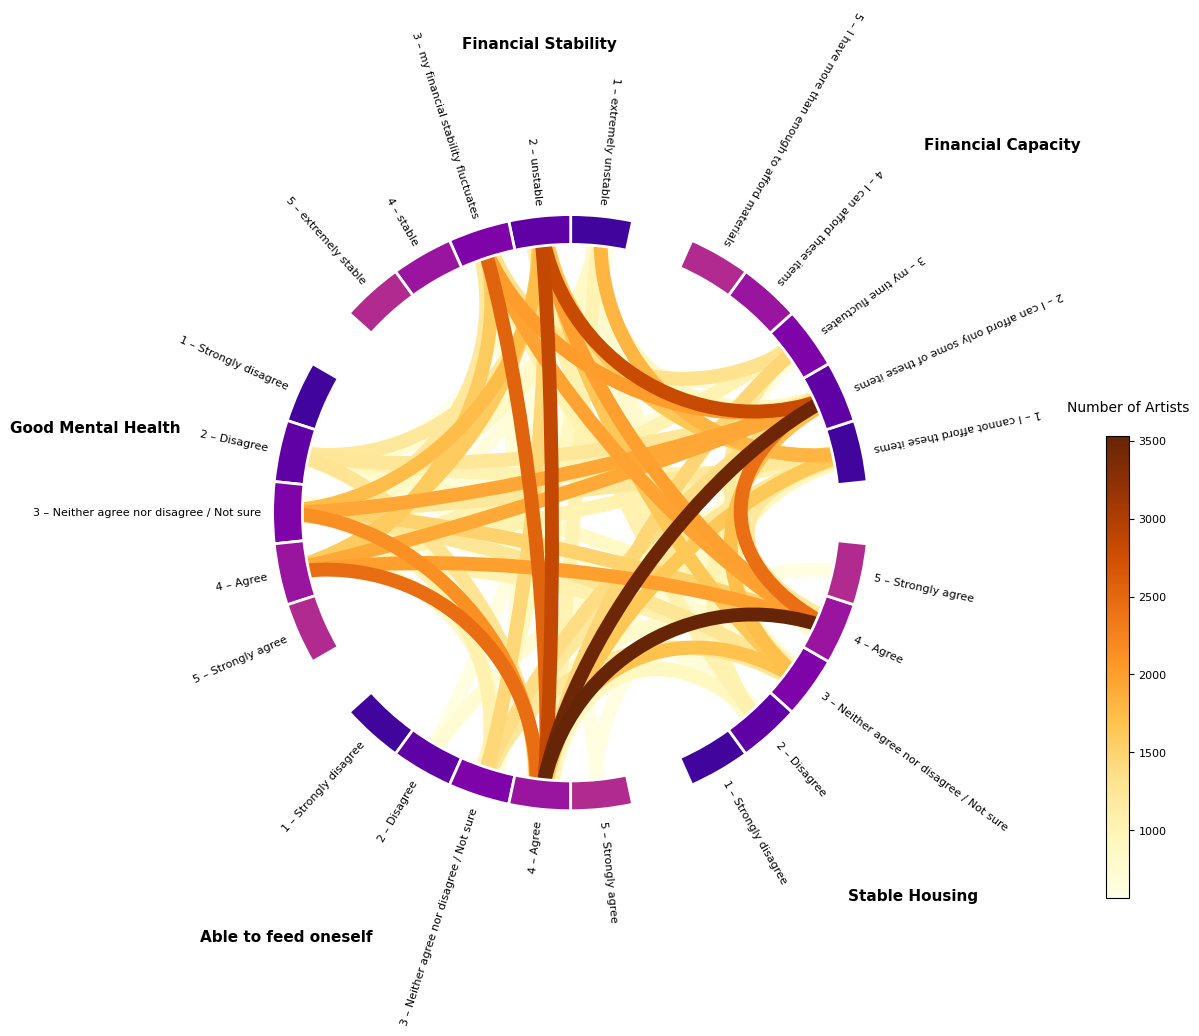 Financial Stability
5 – extremely stable
4 – stable
3 – my financial stability fluctuates
2 – unstable
1 – extremely unstable
Financial Capacity
5 – I have more than enough to afford materials
4 – I can afford these items
3 – my time fluctuates
2 – I can only afford some of these items
1 – I cannot afford these items
Good Mental Health
1 – Strongly disagree
2 – Disagree
3 – Neither agree nor disagree / Not sure
4 – Agree
5 – Strongly agree
Able to feed oneself
1 – Strongly disagree
2 – Disagree
3 – Neither agree nor disagree / Not sure
4 – Agree
5 – Strongly agree
Stable Housing
5 – Strongly agree
4 – Agree
3 – Neither agree nor disagree / Not sure
2 – Disagree
1 – Strongly disagree
Number of Artists
3500
3000
2500
2000
1500
1000